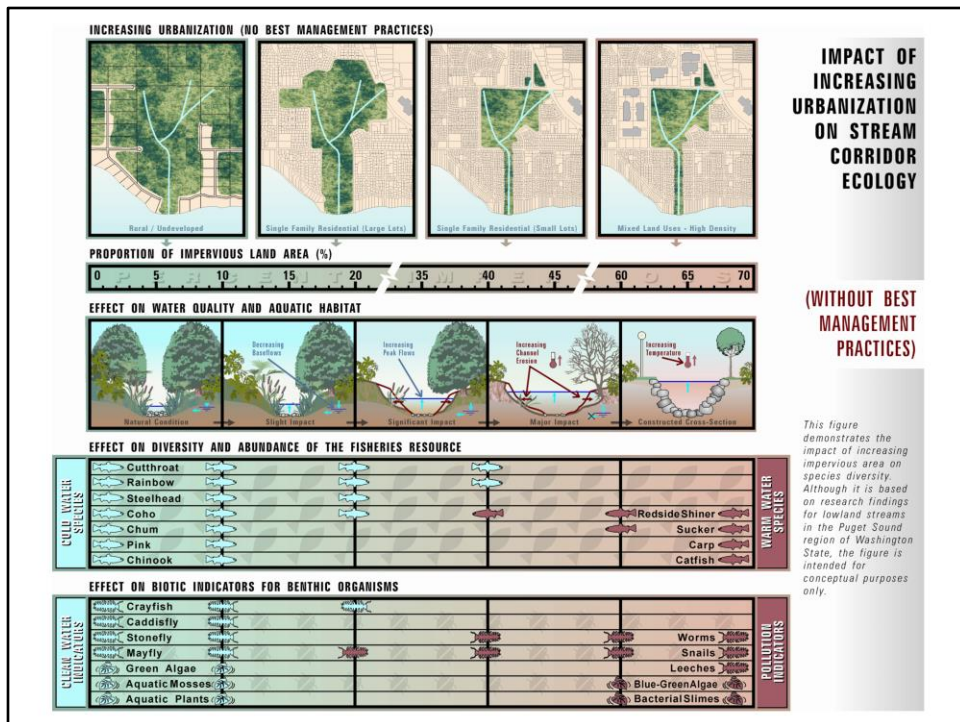 INCREASING URBANIZATION (NO BEST MANAGEMENT PRACTICES)
Rural / Undeveloped
Single Family Residential (Large Lots)
Single Family Residential (Small Lots)
Mixed Land Uses - High Density
IMPACT OF
INCREASING
URBANIZATION
ON STREAM
CORRIDOR
ECOLOGY
PROPORTION OF IMPERVIOUS LAND AREA (%)
0 5 10 15 20 35 40 45 60 65 70
EFFECT ON WATER QUALITY AND AQUATIC HABITAT
Decreasing
Baseflows
Increasing
Peak Flows
Increasing
Channel
Erosion
Increasing
Temperature
Natural Condition
Slight Impact
Significant Impact
Major Impact
Constructed Cross-Section
(WITHOUT BEST
MANAGEMENT
PRACTICES)
This figure
demonstrates the
impact of increasing
impervious area on
species diversity.
Although it is based
on research findings
for lowland streams
in the Puget Sound
region of Washington
State, the figure is
intended for
conceptual purposes
only.
EFFECT ON DIVERSITY AND ABUNDANCE OF THE FISHERIES RESOURCE
COLD WATER
SPECIES
Cutthroat
Rainbow
Steelhead
Coho
Chum
Pink
Chinook
Redside Shiner
Sucker
Carp
Catfish
WARM WATER
SPECIES
EFFECT ON BIOTIC INDICATORS FOR BENTHIC ORGANISMS
CLEAN WATER
INDICATORS
Crayfish
Caddisfly
Stonefly
Mayfly
Green Algae
Aquatic Mosses
Aquatic Plants
Worms
Snails
Leeches
Blue-Green Algae
Bacterial Slimes
POLLUTION
INDICATORS